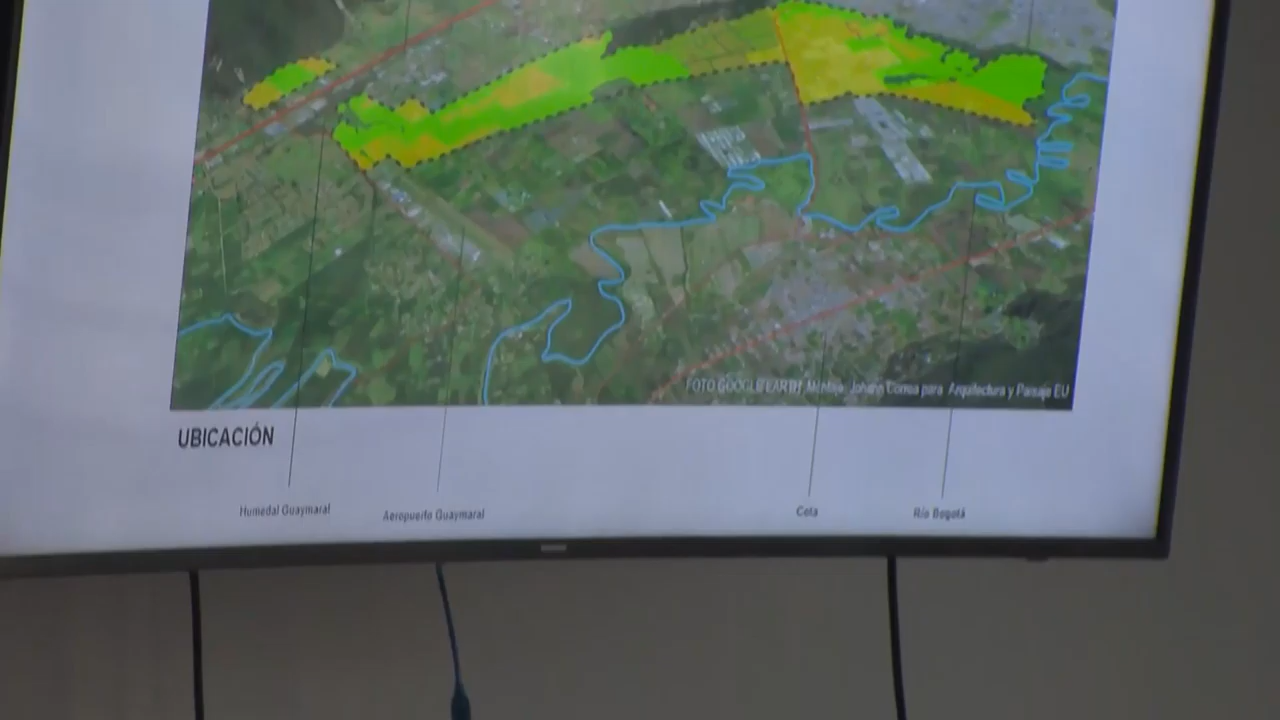 FOTO GOOGLE EARTH, Montaje: Johann Correa para Arquitectura y Paisaje EU
UBICACIÓN
Humedal Guaymaral
Aeropuerto Guaymaral
Cota
Río Bogotá